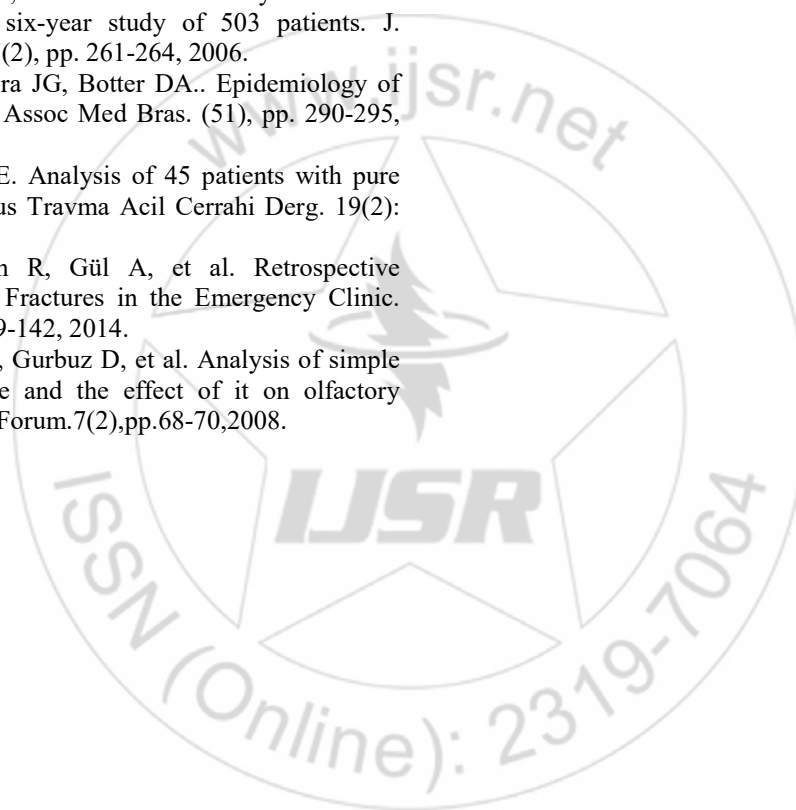 six-year study of 503 patients. J.
(2), pp. 261-264, 2006.
ra JG, Botter DA.. Epidemiology of
Assoc Med Bras. (51), pp. 290-295,
E. Analysis of 45 patients with pure
us Travma Acil Cerrahi Derg. 19(2):
n R, Gül A, et al. Retrospective
Fractures in the Emergency Clinic.
9-142, 2014.
, Gurbuz D, et al. Analysis of simple
e and the effect of it on olfactory
Forum.7(2),pp.68-70,2008.
www.ijsr.net
IJSR
ISSN (Online): 2319-7064